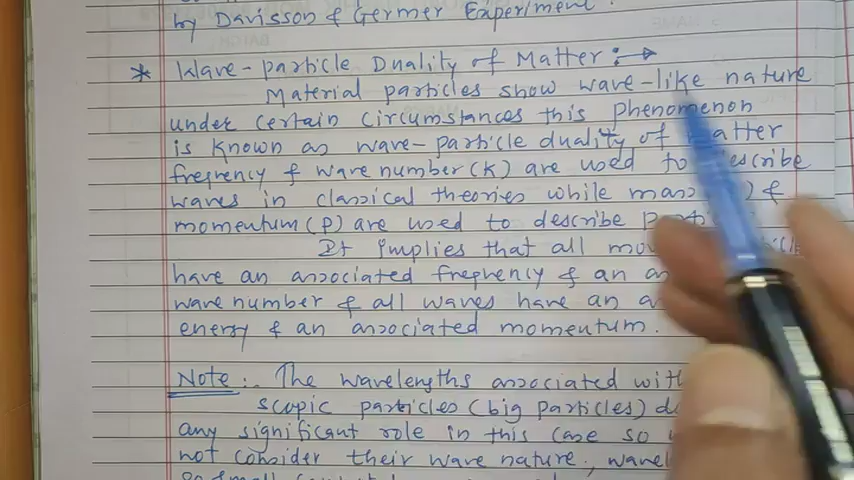 by Davisson & Germer Experiment.
* Wave-particle Duality of Matter:→
Material particles show wave-like nature
under certain circumstances this phenomenon
is known as wave-particle duality of matter
freqency & wave number (K) are used to describe
waves in classical theories while mass ) &
momentum (P) are used to describe
It implies that all
have an associated freqency & an
wave number & all waves have an
energy & an associated momentum.
Note:- The wavelengths associated with
scopic particles (big particles)
any significant role in this case so
not consider their wave nature,